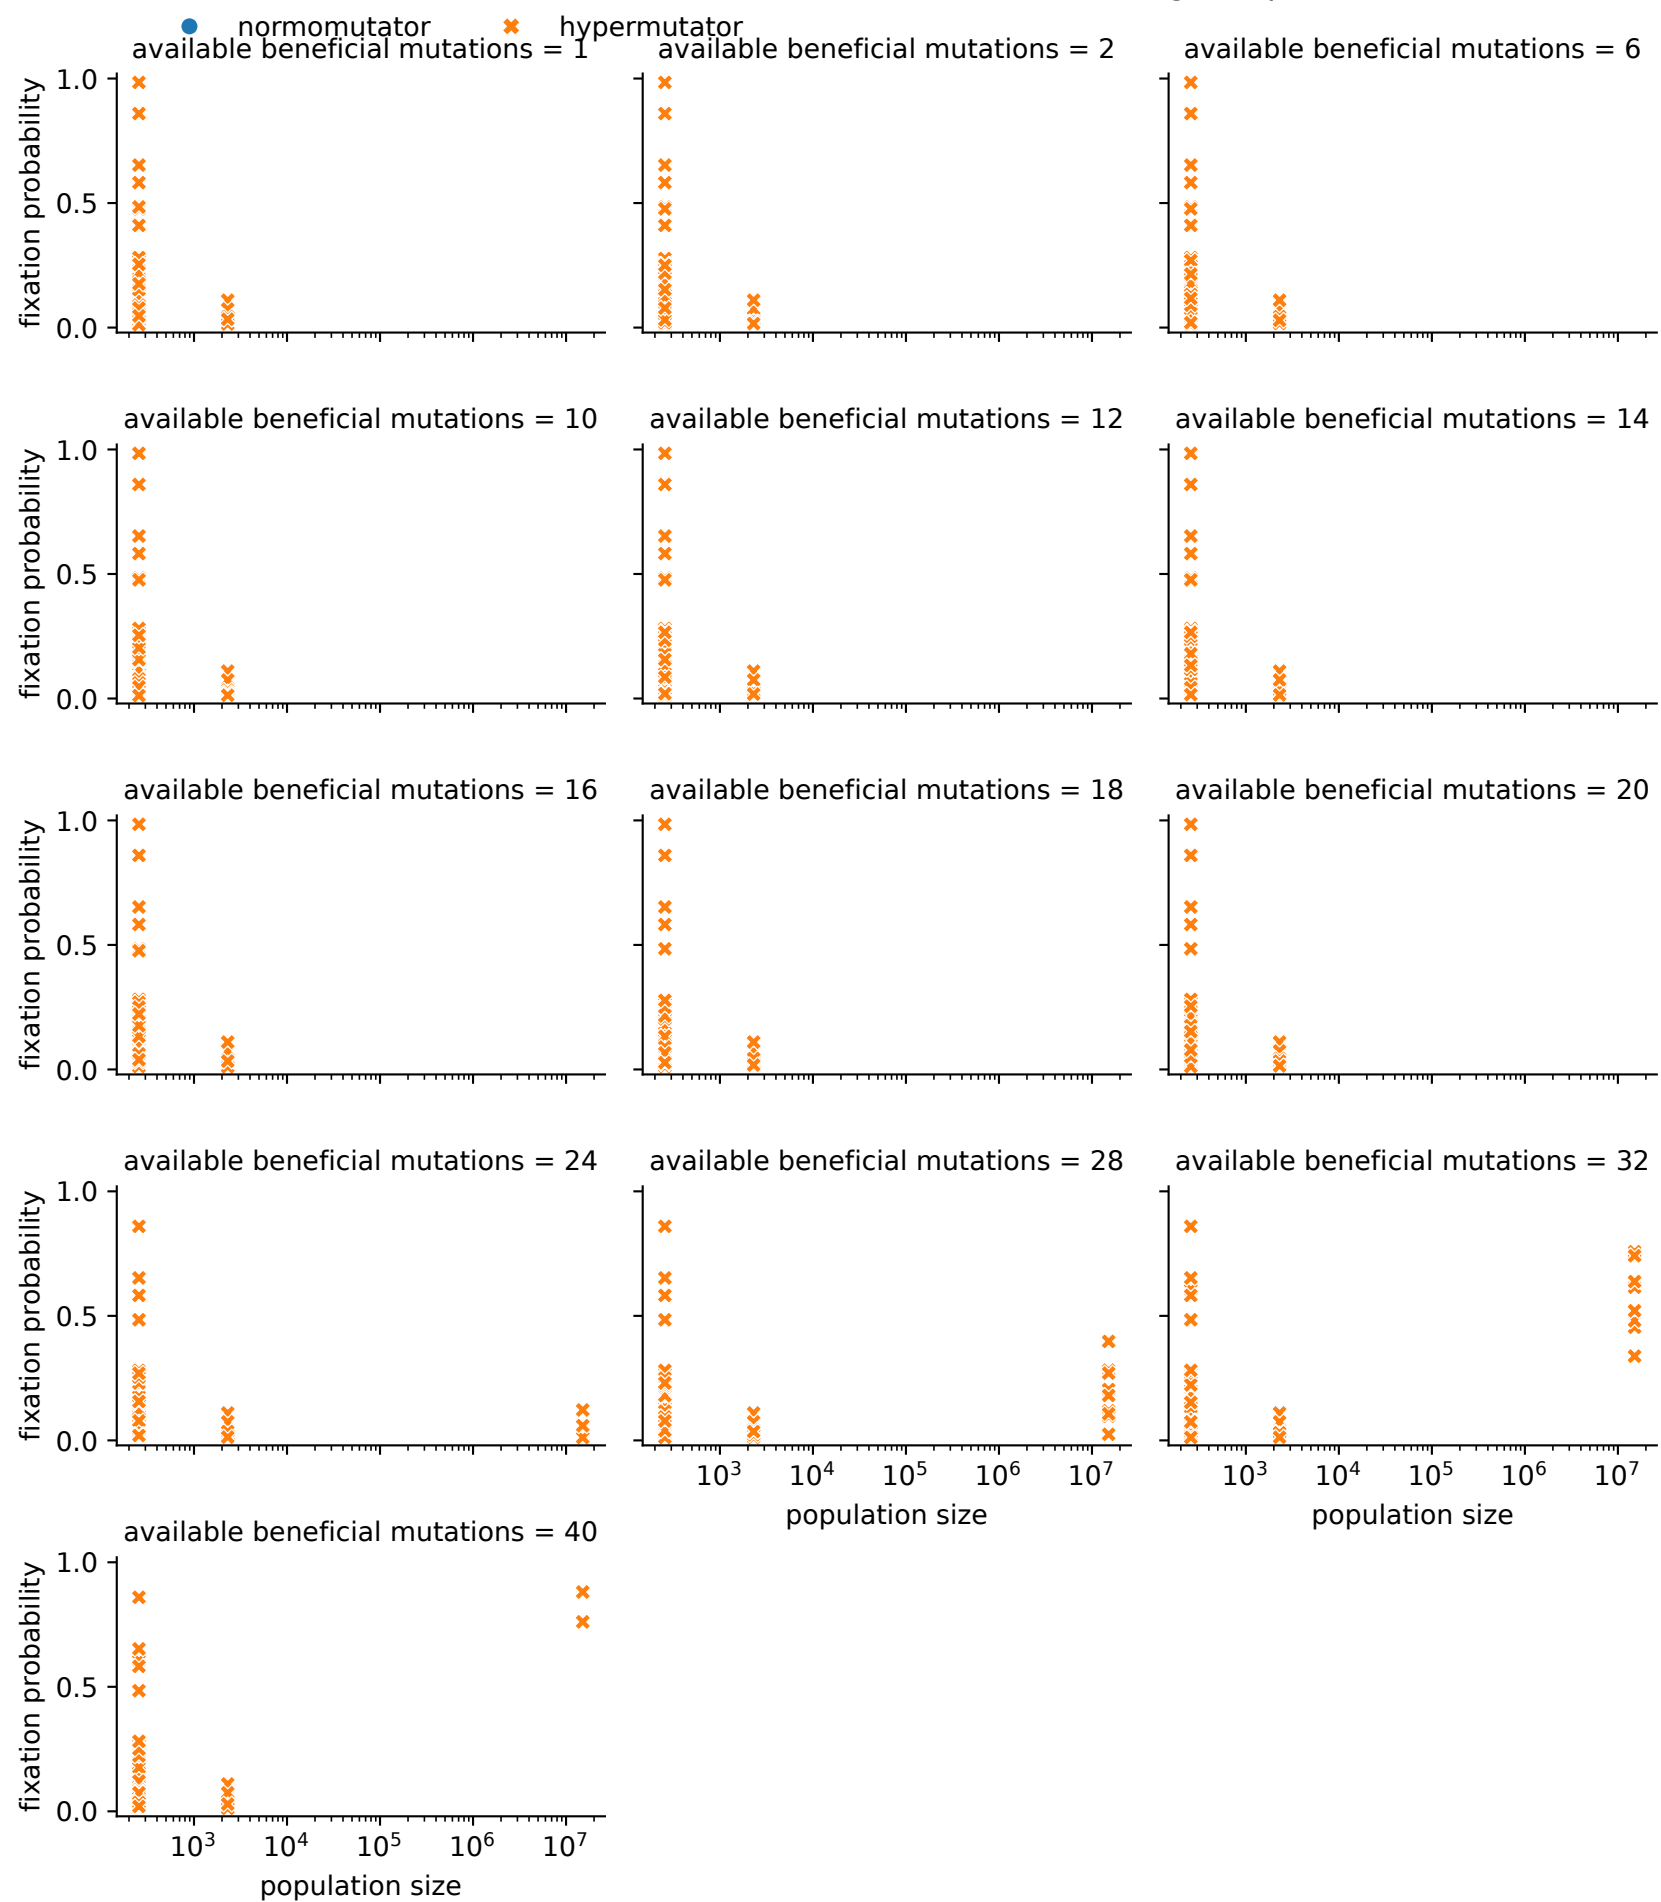 normomutator hypermutator
available beneficial mutations = 1 available beneficial mutations = 2 available beneficial mutations = 6
fixation probability
1.0
0.5
0.0
available beneficial mutations = 10 available beneficial mutations = 12 available beneficial mutations = 14
fixation probability
1.0
0.5
0.0
available beneficial mutations = 16 available beneficial mutations = 18 available beneficial mutations = 20
fixation probability
1.0
0.5
0.0
available beneficial mutations = 24 available beneficial mutations = 28 available beneficial mutations = 32
fixation probability
1.0
0.5
0.0
10³ 10⁴ 10⁵ 10⁶ 10⁷ 10³ 10⁴ 10⁵ 10⁶ 10⁷
population size population size
available beneficial mutations = 40
fixation probability
1.0
0.5
0.0
10³ 10⁴ 10⁵ 10⁶ 10⁷
population size